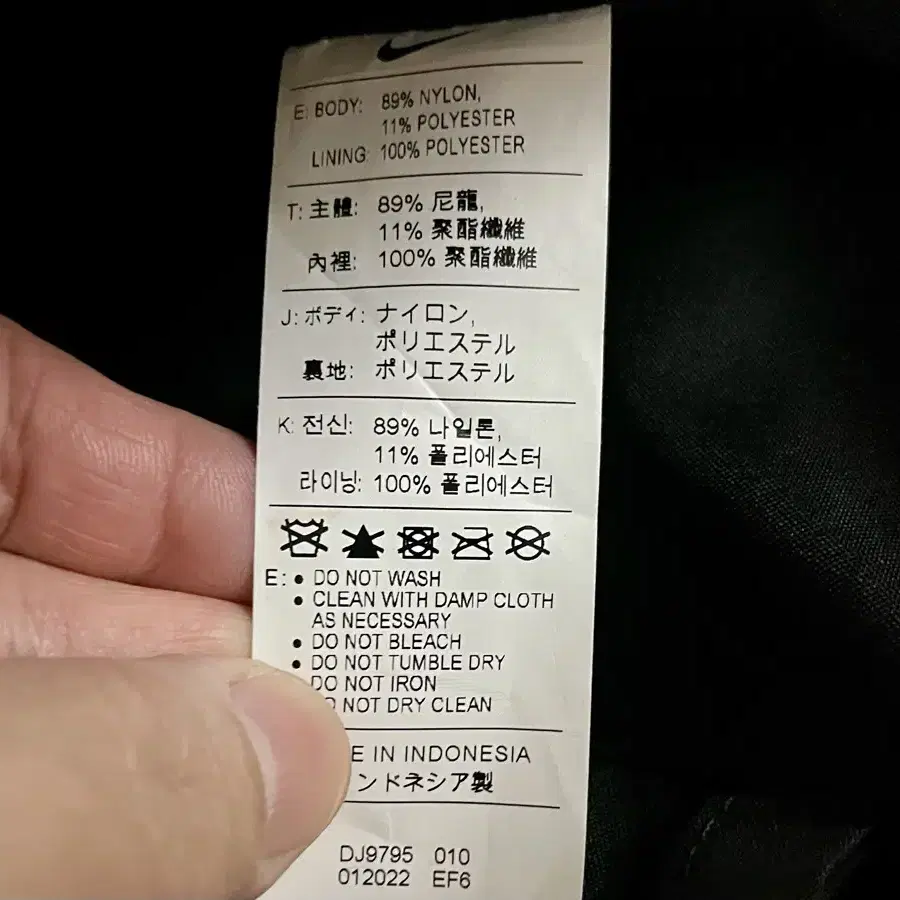 E: BODY: 89% NYLON,
11% POLYESTER
LINING: 100% POLYESTER
T: 主體: 89% 尼龍,
11% 聚酯纖維
內裡: 100% 聚酯纖維
J: ボディ: ナイロン,
ポリエステル
裏地: ポリエステル
K: 전신: 89% 나일론,
11% 폴리에스터
라이닝: 100% 폴리에스터
E: • DO NOT WASH
• CLEAN WITH DAMP CLOTH
AS NECESSARY
• DO NOT BLEACH
• DO NOT TUMBLE DRY
DO NOT IRON
NOT DRY CLEAN
IN INDONESIA
ンドネシア製
DJ9795 010
012022 EF6